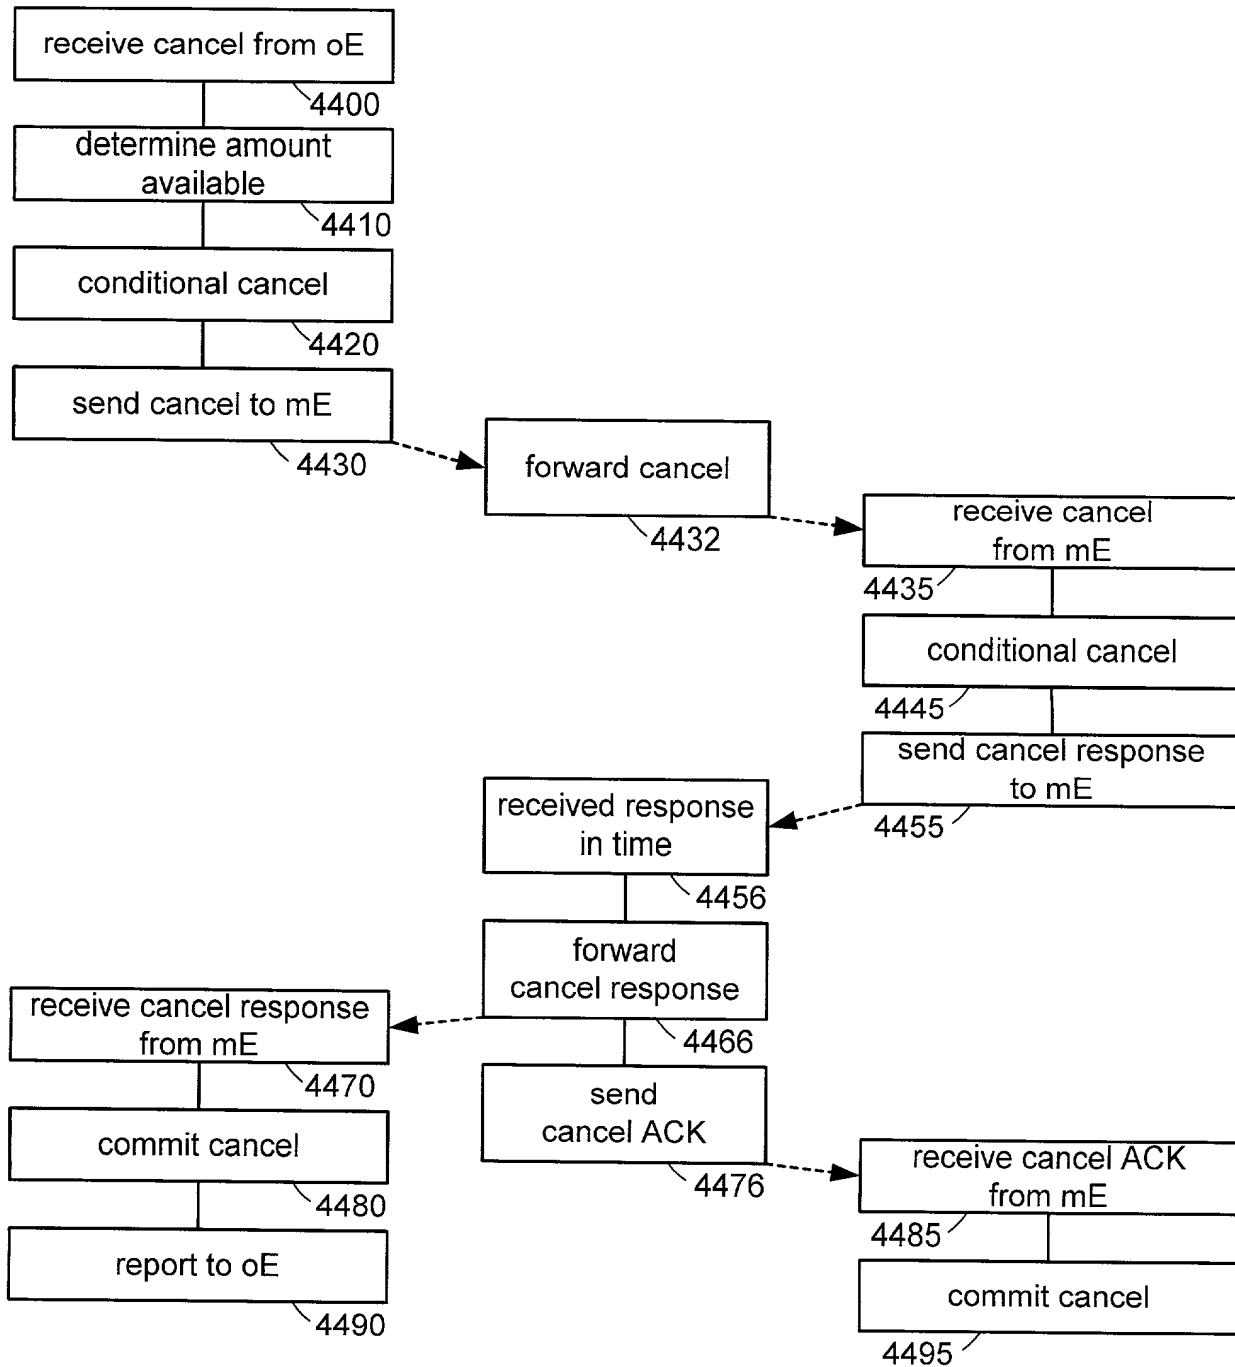 receive cancel from oE
4400
determine amount
available
4410
conditional cancel
4420
send cancel to mE
4430
forward cancel
4432
receive cancel
from mE
4435
conditional cancel
4445
send cancel response
to mE
4455
received response
in time
4456
forward
cancel response
4466
receive cancel response
from mE
4470
send
cancel ACK
4476
commit cancel
4480
receive cancel ACK
from mE
4485
report to oE
4490
commit cancel
4495